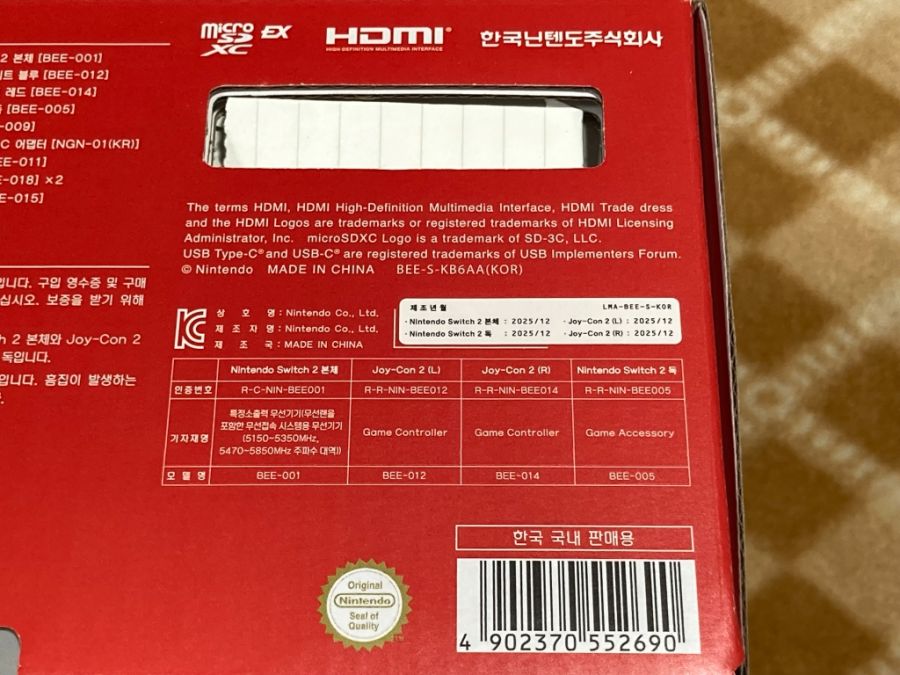 micro SD XC EX
HDMI®
HIGH-DEFINITION MULTIMEDIA INTERFACE
한국닌텐도주식회사
2 본체 [BEE-001]
트 블루 [BEE-012]
레드 [BEE-014]
[BEE-005]
-009]
C 어댑터 [NGN-01(KR)]
EE-011]
E-018] ×2
E-015]
The terms HDMI, HDMI High-Definition Multimedia Interface, HDMI Trade dress
and the HDMI Logos are trademarks or registered trademarks of HDMI Licensing
Administrator, Inc. microSDXC Logo is a trademark of SD-3C, LLC.
USB Type-C® and USB-C® are registered trademarks of USB Implementers Forum.
© Nintendo MADE IN CHINA BEE-S-KB6AA(KOR)
입니다. 구입 영수증 및 구매
십시오. 보증을 받기 위해
h 2 본체와 Joy-Con 2
독입니다.
입니다. 흠집이 발생하는
상 호 명 : Nintendo Co., Ltd.
제 조 자 명 : Nintendo Co., Ltd.
제 조 국 : MADE IN CHINA
제조년월 LMA-BEE-S-KOR
·Nintendo Switch 2 본체 : 2025/12 ·Joy-Con 2 (L) : 2025/12
·Nintendo Switch 2 독 : 2025/12 ·Joy-Con 2 (R) : 2025/12
Nintendo Switch 2 본체 Joy-Con 2 (L) Joy-Con 2 (R) Nintendo Switch 2 독
인증번호 R-C-NIN-BEE001 R-R-NIN-BEE012 R-R-NIN-BEE014 R-R-NIN-BEE005
기자재명 특정소출력 무선기기(무선랜을
포함한 무선접속 시스템용 무선기기
(5150~5350MHz,
5470~5850MHz 주파수 대역)) Game Controller Game Controller Game Accessory
모 델 명 BEE-001 BEE-012 BEE-014 BEE-005
한국 국내 판매용
Original
Nintendo
Seal of
Quality
TM
4 902370 552690